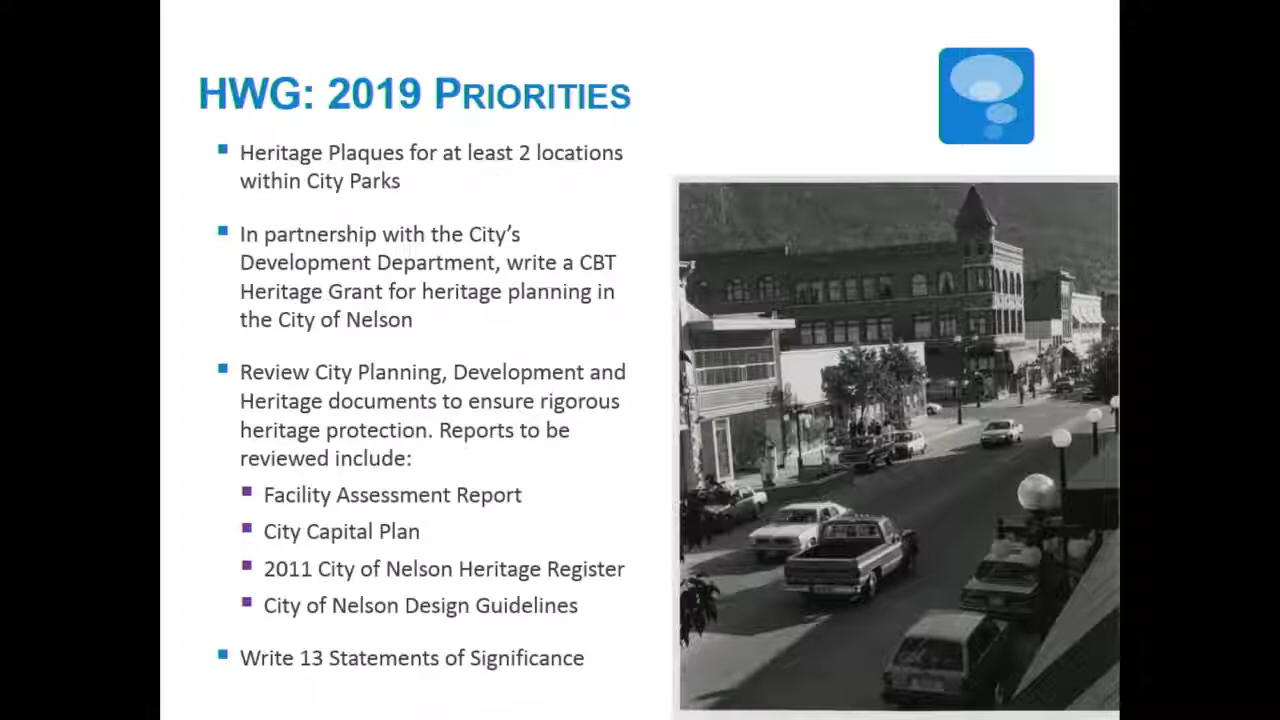 HWG: 2019 PRIORITIES
Heritage Plaques for at least 2 locations
within City Parks
In partnership with the City’s
Development Department, write a CBT
Heritage Grant for heritage planning in
the City of Nelson
Review City Planning, Development and
Heritage documents to ensure rigorous
heritage protection. Reports to be
reviewed include:
Facility Assessment Report
City Capital Plan
2011 City of Nelson Heritage Register
City of Nelson Design Guidelines
Write 13 Statements of Significance